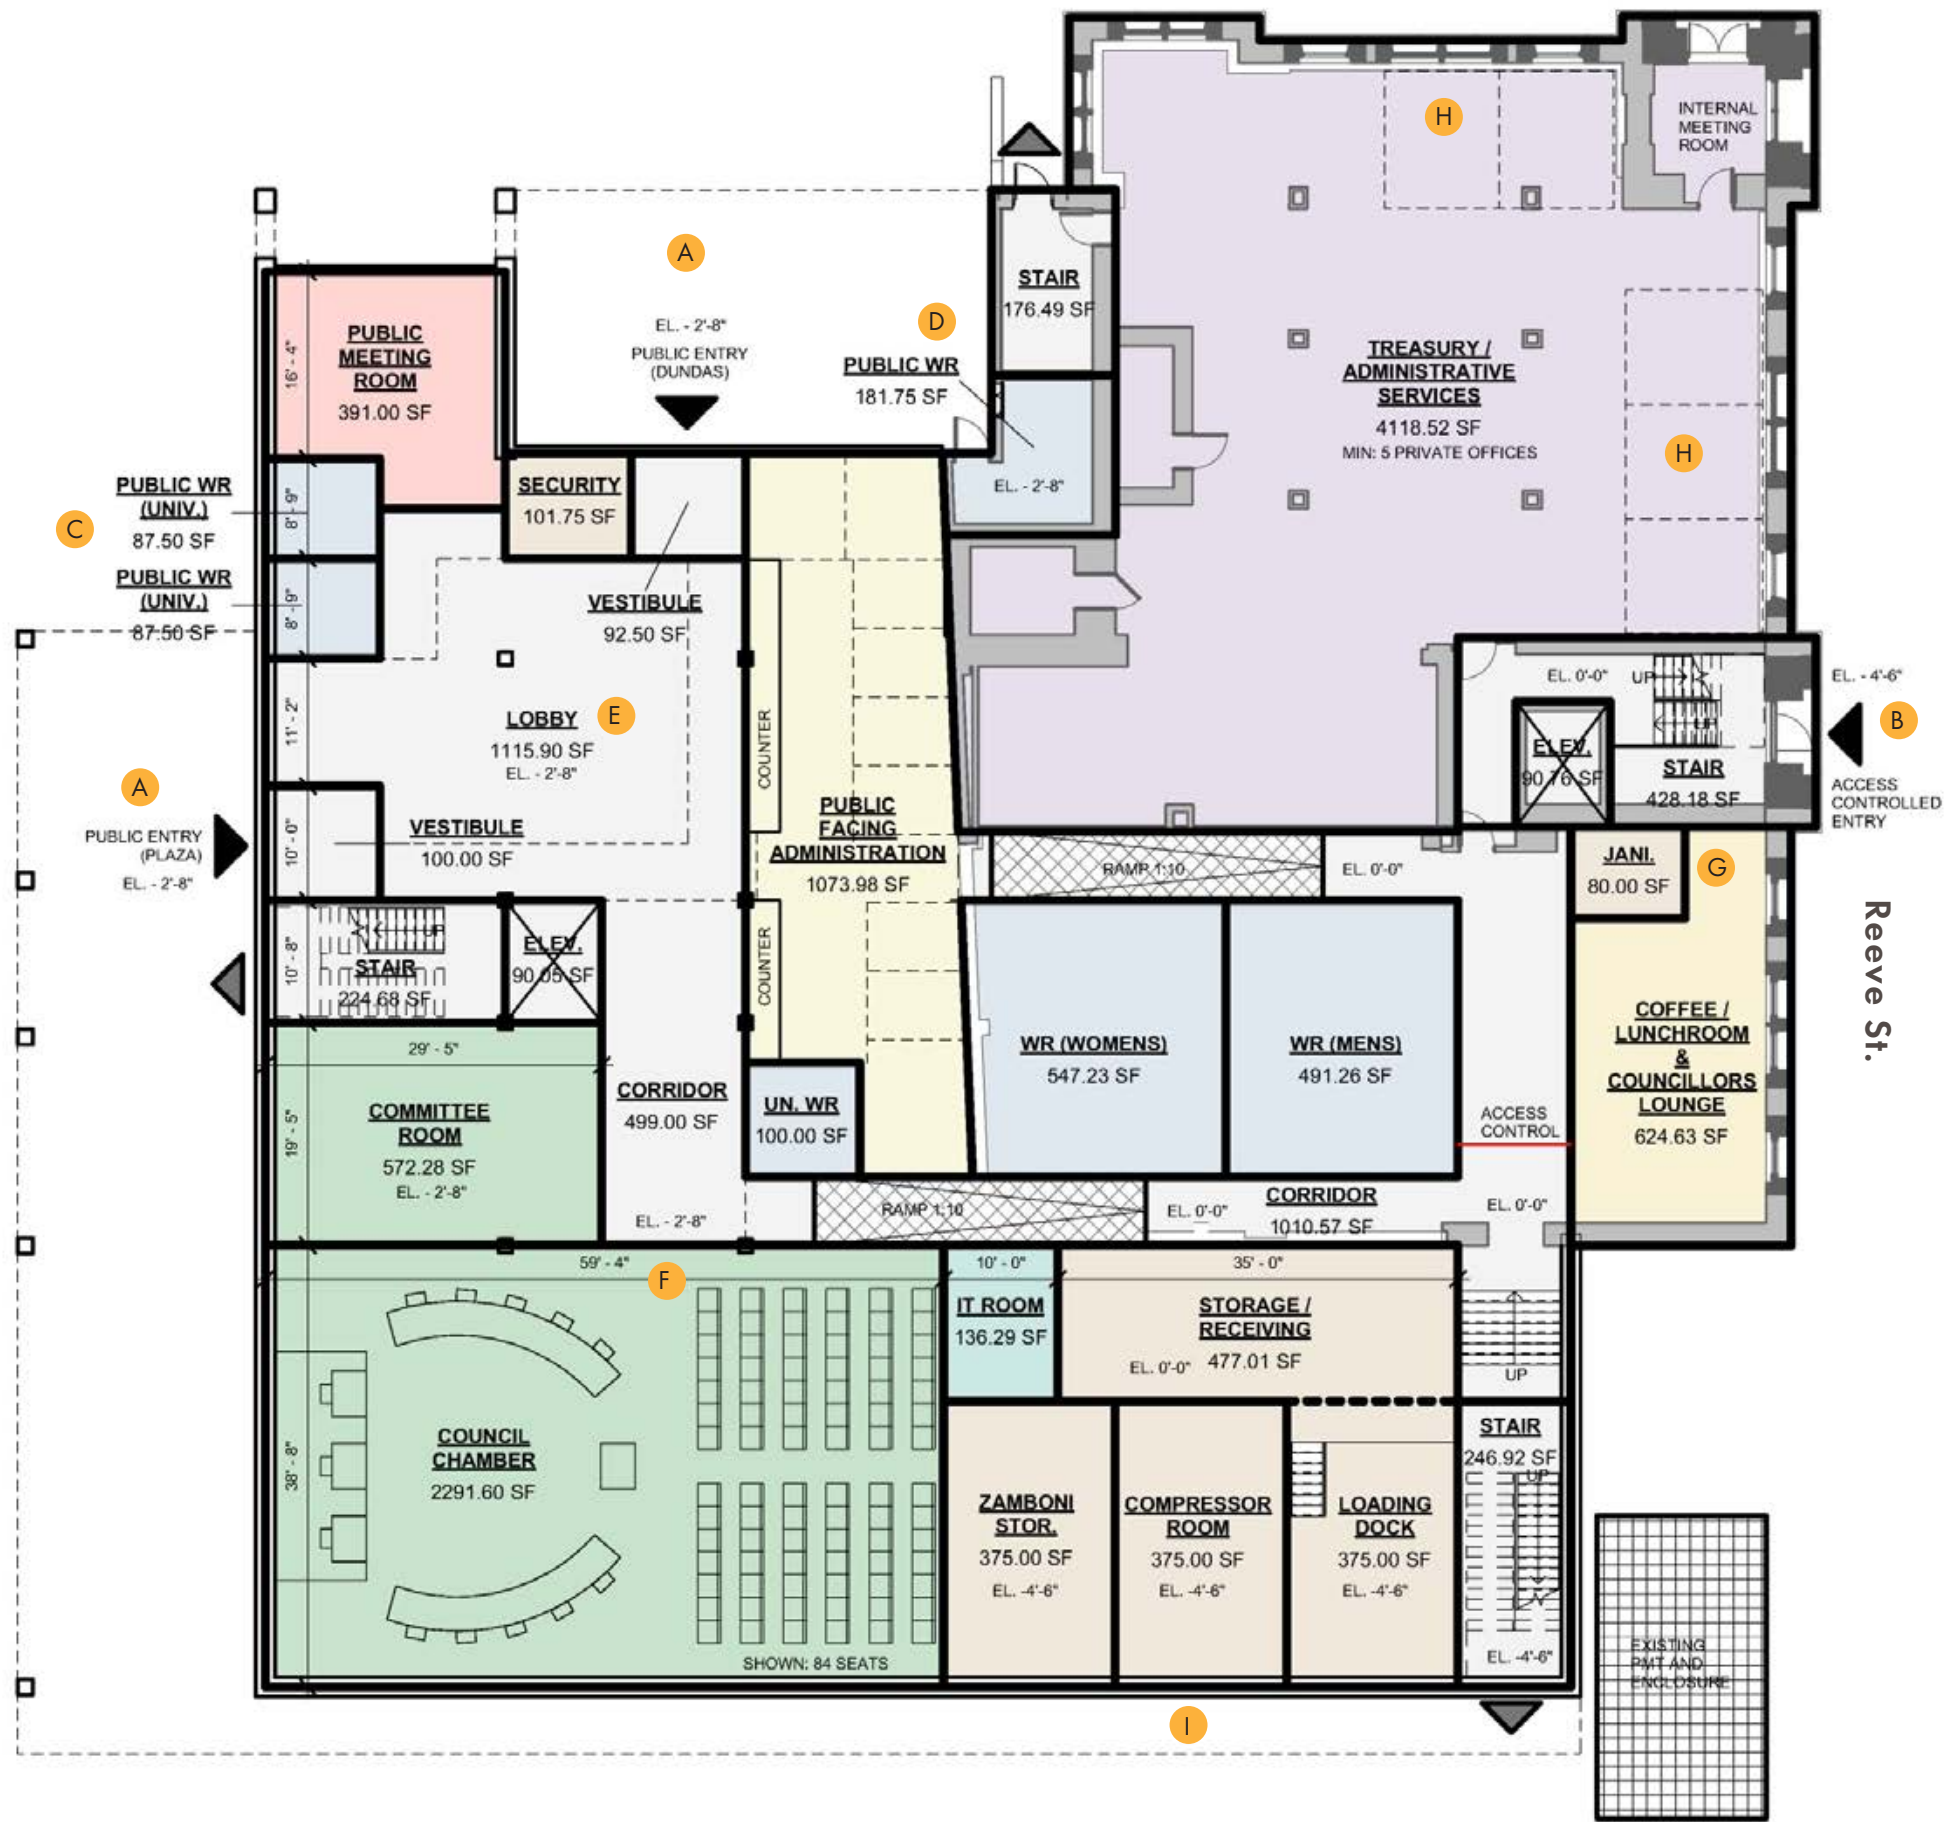 H
INTERNAL
MEETING
ROOM
A
STAIR
176.49 SF
D
EL. - 2'-8"
PUBLIC ENTRY
(DUNDAS)
PUBLIC WR
181.75 SF
PUBLIC
MEETING
ROOM
391.00 SF
16' - 4"
TREASURY /
ADMINISTRATIVE
SERVICES
4118.52 SF
MIN: 5 PRIVATE OFFICES
H
EL. - 2'-8"
C
PUBLIC WR
(UNIV.)
87.50 SF
8' - 9"
SECURITY
101.75 SF
PUBLIC WR
(UNIV.)
87.50 SF
8' - 9"
VESTIBULE
92.50 SF
LOBBY
1115.90 SF
EL. - 2'-8"
E
11' - 2"
COUNTER
EL. 0'-0"
UP
UP
EL. - 4'-6"
B
ELEV.
90.76 SF
STAIR
428.18 SF
ACCESS
CONTROLLED
ENTRY
A
PUBLIC ENTRY
(PLAZA)
EL. - 2'-8"
10' - 0"
VESTIBULE
100.00 SF
PUBLIC
FACING
ADMINISTRATION
1073.98 SF
RAMP 1:10
EL. 0'-0"
JANI.
80.00 SF
G
Reeve St.
10' - 8"
UP
STAIR
224.68 SF
ELEV.
90.05 SF
COUNTER
29' - 5"
COMMITTEE
ROOM
572.28 SF
EL. - 2'-8"
19' - 5"
CORRIDOR
499.00 SF
EL. - 2'-8"
UN. WR
100.00 SF
WR (WOMENS)
547.23 SF
WR (MENS)
491.26 SF
ACCESS
CONTROL
COFFEE /
LUNCHROOM
&
COUNCILLORS
LOUNGE
624.63 SF
RAMP 1:10
EL. 0'-0"
CORRIDOR
1010.57 SF
EL. 0'-0"
59' - 4"
F
10' - 0"
35' - 0"
IT ROOM
136.29 SF
STORAGE /
RECEIVING
EL. 0'-0" 477.01 SF
UP
38' - 8"
COUNCIL
CHAMBER
2291.60 SF
SHOWN: 84 SEATS
ZAMBONI
STOR.
375.00 SF
EL. -4'-6"
COMPRESSOR
ROOM
375.00 SF
EL. -4'-6"
LOADING
DOCK
375.00 SF
EL. -4'-6"
STAIR
246.92 SF
UP
EL. -4'-6"
EXISTING
PMT AND
ENCLOSURE
I